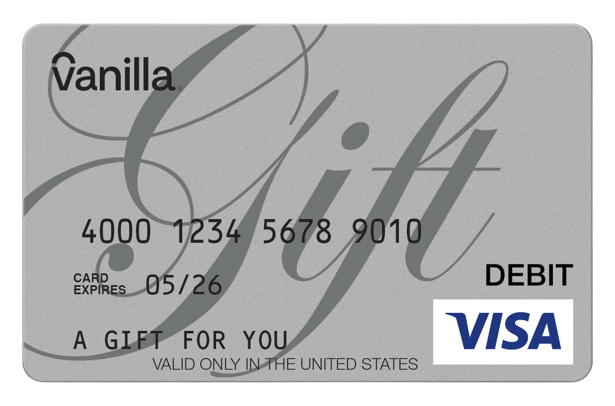 Vanilla
Gift
4000 1234 5678 9010
CARD
EXPIRES 05/26
A GIFT FOR YOU
VALID ONLY IN THE UNITED STATES
DEBIT
VISA